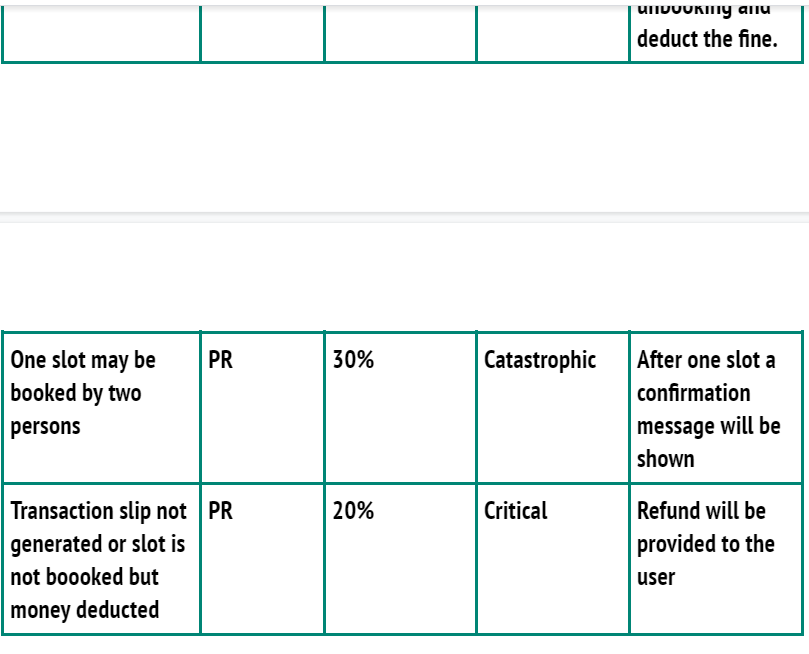 unbooking and
deduct the fine.
One slot may be
booked by two
persons
PR
30%
Catastrophic
After one slot a
confirmation
message will be
shown
Transaction slip not
generated or slot is
not boooked but
money deducted
PR
20%
Critical
Refund will be
provided to the
user